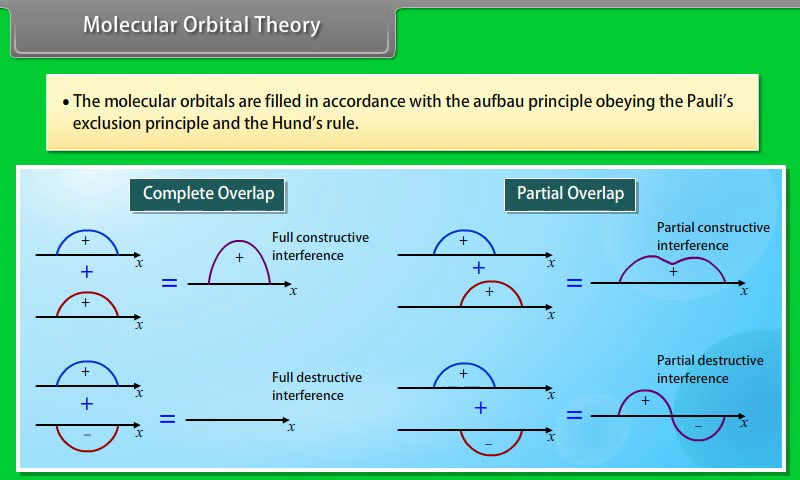 Molecular Orbital Theory
• The molecular orbitals are filled in accordance with the aufbau principle obeying the Pauli's
exclusion principle and the Hund's rule.
Complete Overlap
+
x
+
+
x
=
+
x
Full constructive
interference
+
x
+
–
x
=
x
Full destructive
interference
Partial Overlap
+
x
+
+
x
=
+
x
Partial constructive
interference
+
x
+
–
x
=
+
–
x
Partial destructive
interference